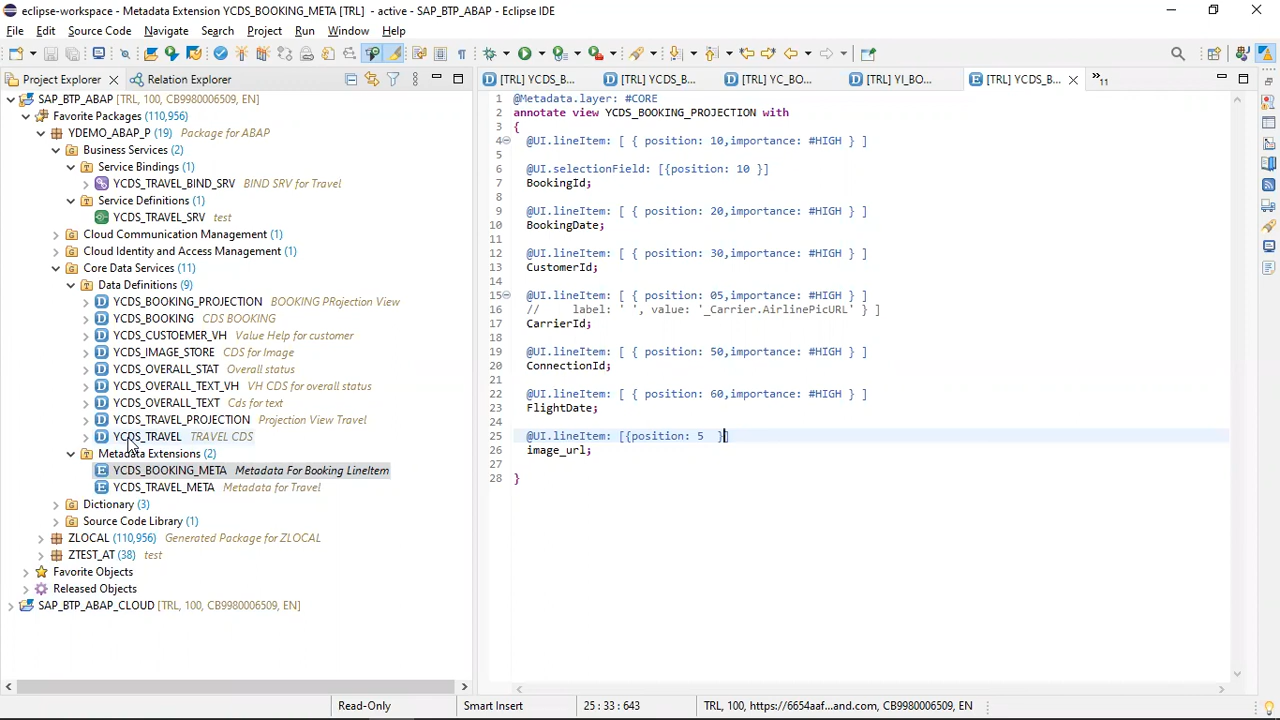 eclipse-workspace - Metadata Extension YCDS_BOOKING_META [TRL]  - active - SAP_BTP_ABAP - Eclipse IDE
File Edit Source Code Navigate Search Project Run Window Help
Project Explorer Relation Explorer
[TRL] YCDS_B... [TRL] YCDS_B... [TRL] YC_BO... [TRL] YI_BO... [TRL] YCDS_B... »11
SAP_BTP_ABAP [TRL, 100, CB9980006509, EN]
Favorite Packages (110,956)
YDEMO_ABAP_P (19) Package for ABAP
Business Services (2)
Service Bindings (1)
YCDS_TRAVEL_BIND_SRV BIND SRV for Travel
Service Definitions (1)
YCDS_TRAVEL_SRV test
Cloud Communication Management (1)
Cloud Identity and Access Management (1)
Core Data Services (11)
Data Definitions (9)
YCDS_BOOKING_PROJECTION BOOKING PRojection View
YCDS_BOOKING CDS BOOKING
YCDS_CUSTOEMER_VH Value Help for customer
YCDS_IMAGE_STORE CDS for Image
YCDS_OVERALL_STAT Overall status
YCDS_OVERALL_TEXT_VH VH CDS for overall status
YCDS_OVERALL_TEXT Cds for text
YCDS_TRAVEL_PROJECTION Projection View Travel
YCDS_TRAVEL TRAVEL CDS
Metadata Extensions (2)
YCDS_BOOKING_META Metadata For Booking LineItem
YCDS_TRAVEL_META Metadata for Travel
Dictionary (3)
Source Code Library (1)
ZLOCAL (110,956) Generated Package for ZLOCAL
ZTEST_AT (38) test
Favorite Objects
Released Objects
SAP_BTP_ABAP_CLOUD [TRL, 100, CB9980006509, EN]
1 @Metadata.layer: #CORE
2 annotate view YCDS_BOOKING_PROJECTION with
3 {
4 @UI.lineItem: [ { position: 10,importance: #HIGH } ]
5
6 @UI.selectionField: [{position: 10 }]
7 BookingId;
8
9 @UI.lineItem: [ { position: 20,importance: #HIGH } ]
10 BookingDate;
11
12 @UI.lineItem: [ { position: 30,importance: #HIGH } ]
13 CustomerId;
14
15 @UI.lineItem: [ { position: 05,importance: #HIGH } ]
16 //     label: ' ', value: '_Carrier.AirlinePicURL' } ]
17 CarrierId;
18
19 @UI.lineItem: [ { position: 50,importance: #HIGH } ]
20 ConnectionId;
21
22 @UI.lineItem: [ { position: 60,importance: #HIGH } ]
23 FlightDate;
24
25 @UI.lineItem: [{position: 5  }]
26 image_url;
27
28 }
Read-Only Smart Insert 25 : 33 : 643 TRL, 100, https://6654aaf...and.com, CB9980006509, EN